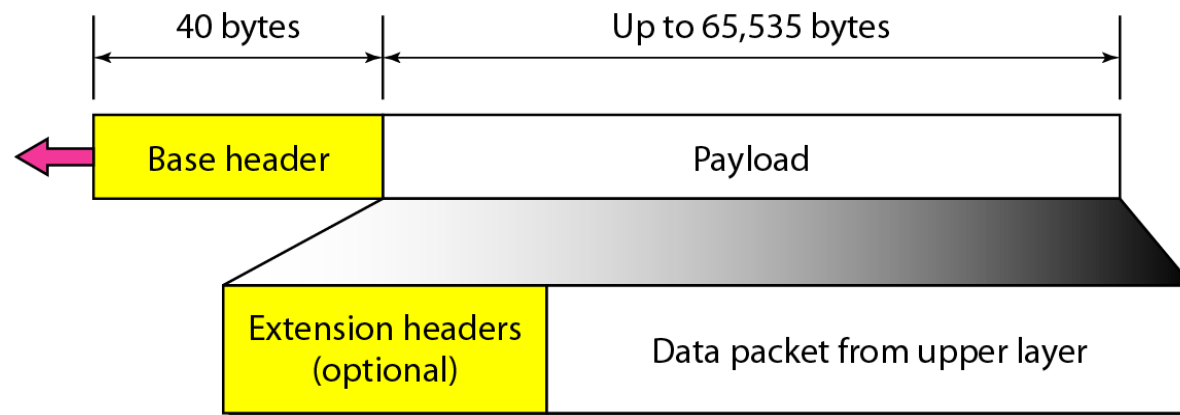 40 bytes
Up to 65,535 bytes
Base header
Payload
Extension headers
(optional)
Data packet from upper layer